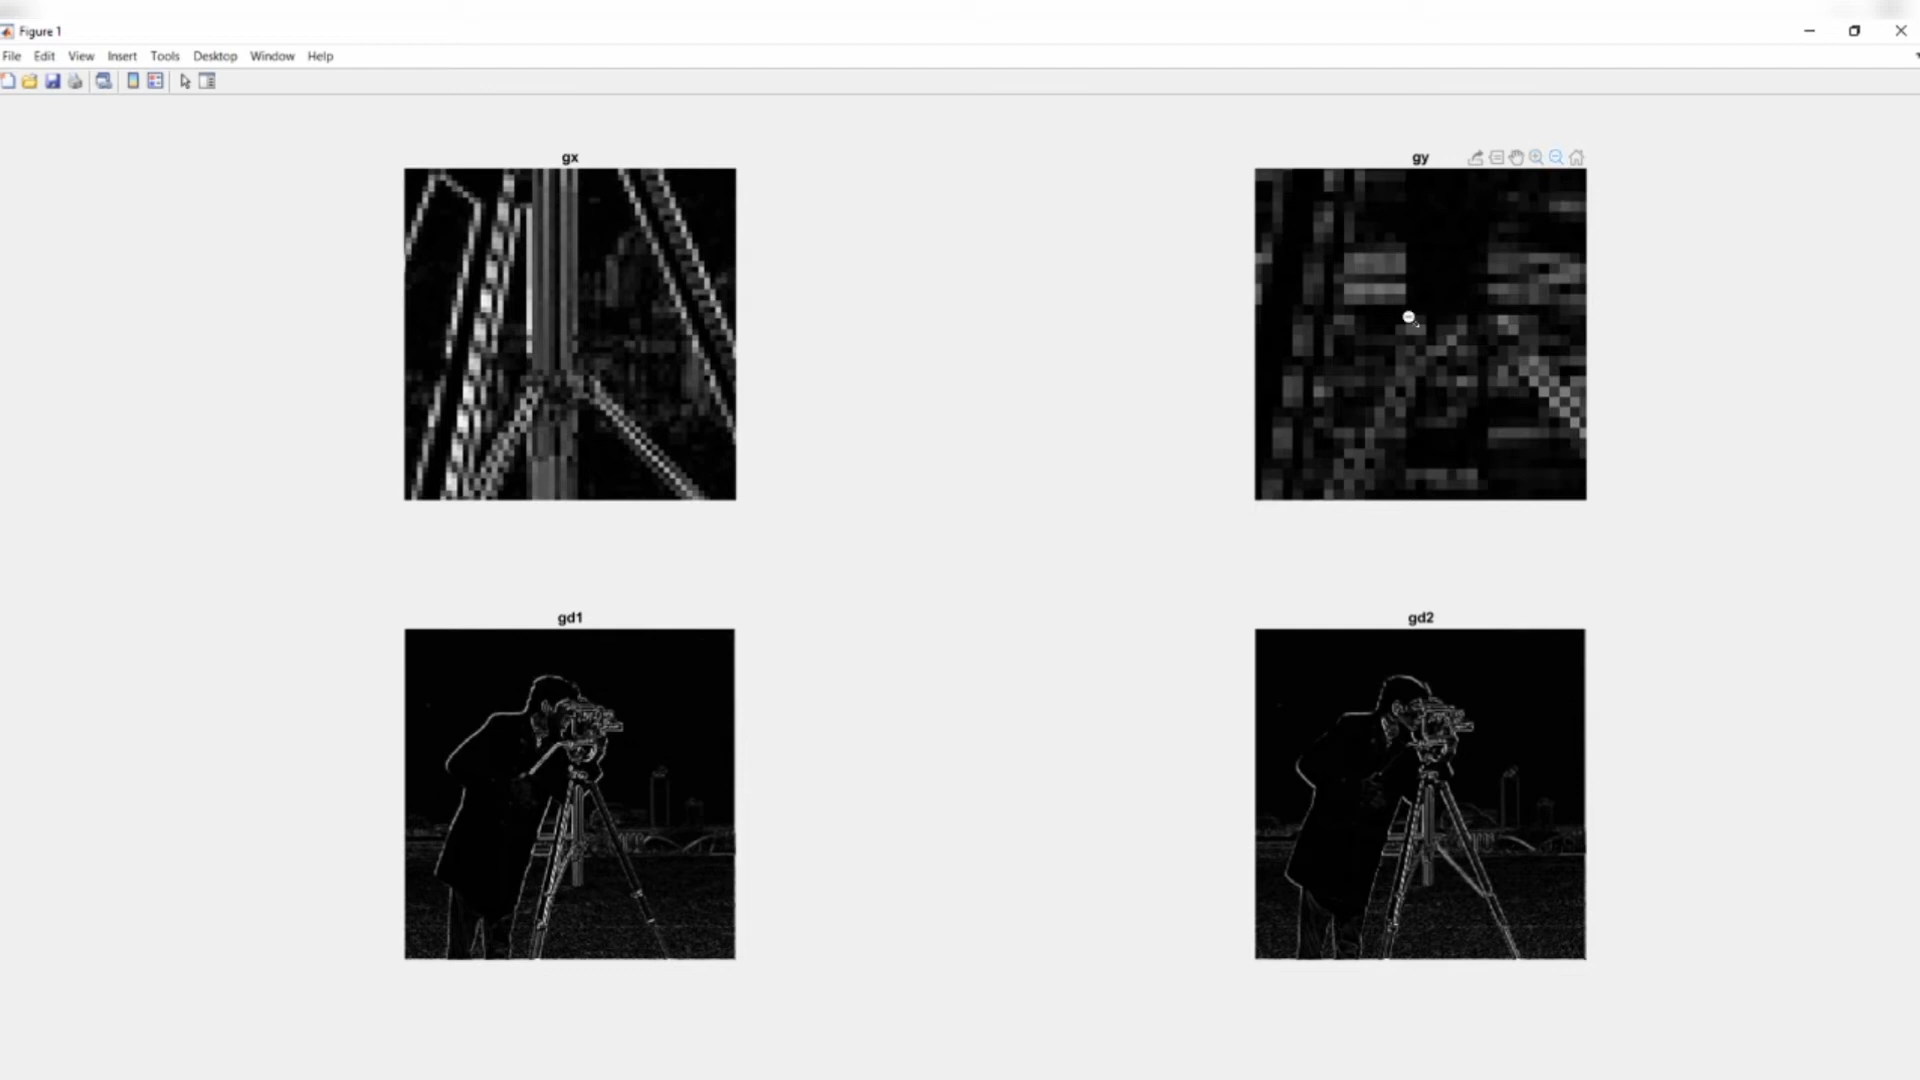 Figure 1
File Edit View Insert Tools Desktop Window Help
gx
gy
gd1
gd2